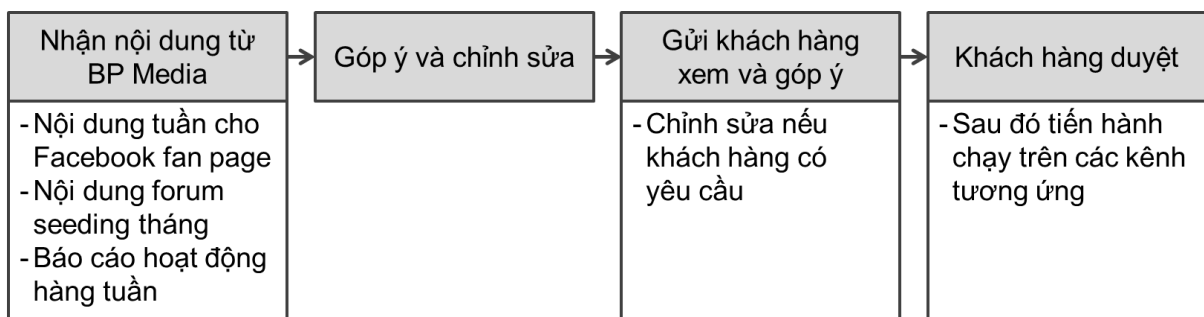 Nhận nội dung từ
BP Media
- Nội dung tuần cho
Facebook fan page
- Nội dung forum
seeding tháng
- Báo cáo hoạt động
hàng tuần
Góp ý và chỉnh sửa
Gửi khách hàng
xem và góp ý
- Chỉnh sửa nếu
khách hàng có
yêu cầu
Khách hàng duyệt
- Sau đó tiến hành
chạy trên các kênh
tương ứng